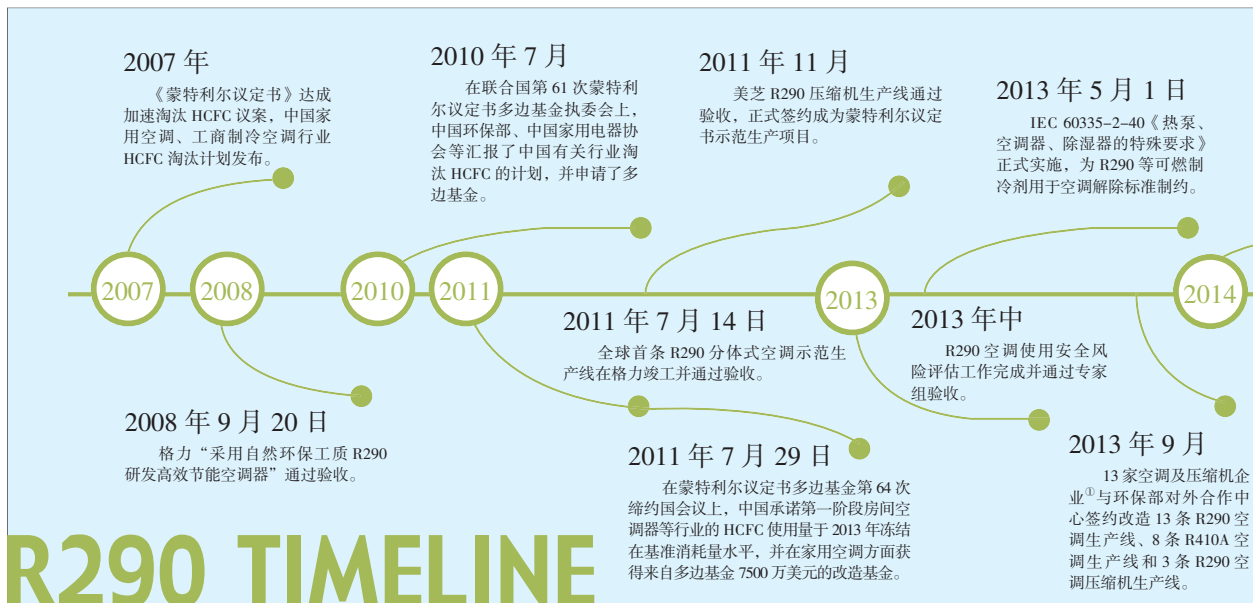 2007 年
《蒙特利尔议定书》达成
加速淘汰 HCFC 议案，中国家
用空调、工商制冷空调行业
HCFC 淘汰计划发布。
2010 年 7 月
在联合国第 61 次蒙特利
尔议定书多边基金执委会上，
中国环保部、中国家用电器协
会等汇报了中国有关行业淘
汰 HCFC 的计划，并申请了多
边基金。
2011 年 11 月
美芝 R290 压缩机生产线通过
验收，正式签约成为蒙特利尔议定
书示范生产项目。
2013 年 5 月 1 日
IEC 60335-2-40《热泵、
空调器、除湿器的特殊要求》
正式实施，为 R290 等可燃制
冷剂用于空调解除标准制约。
2007
2008
2010
2011
2013
2014
2008 年 9 月 20 日
格力“采用自然环保工质 R290
研发高效节能空调器”通过验收。
2011 年 7 月 14 日
全球首条 R290 分体式空调示范生
产线在格力竣工并通过验收。
2011 年 7 月 29 日
在蒙特利尔议定书多边基金第 64 次
缔约国会议上，中国承诺第一阶段房间空
调器等行业的 HCFC 使用量于 2013 年冻结
在基准消耗量水平，并在家用空调方面获
得来自多边基金 7500 万美元的改造基金。
2013 年中
R290 空调使用安全风
险评估工作完成并通过专家
组验收。
2013 年 9 月
13 家空调及压缩机企
业①与环保部对外合作中
心签约改造 13 条 R290 空
调生产线、8 条 R410A 空
调生产线和 3 条 R290 空
调压缩机生产线。
R290 TIMELINE